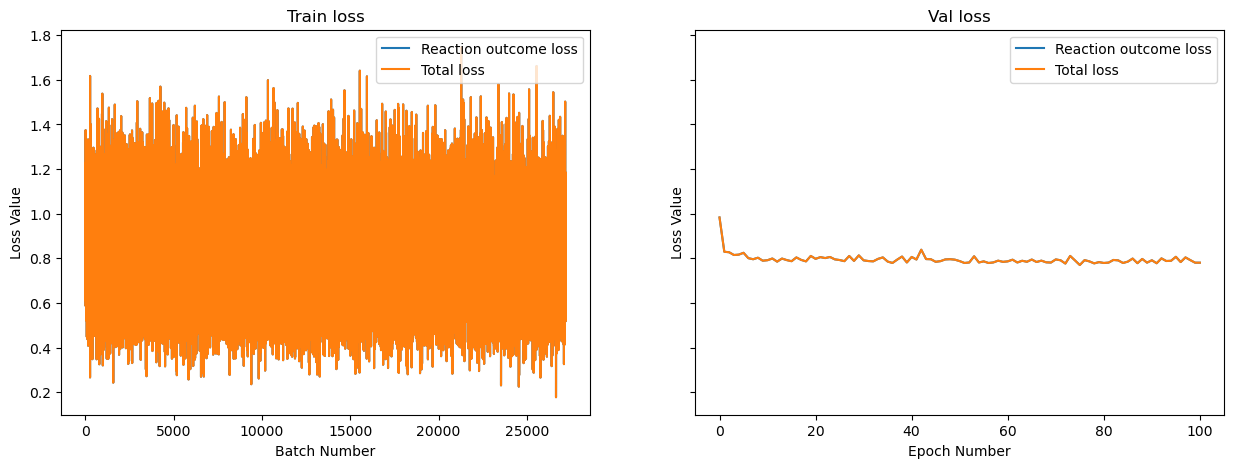 Train loss
Reaction outcome loss
Total loss
1.8
1.6
1.4
1.2
1.0
0.8
0.6
0.4
0.2
Loss Value
0 5000 10000 15000 20000 25000
Batch Number
Val loss
Reaction outcome loss
Total loss
Loss Value
0 20 40 60 80 100
Epoch Number